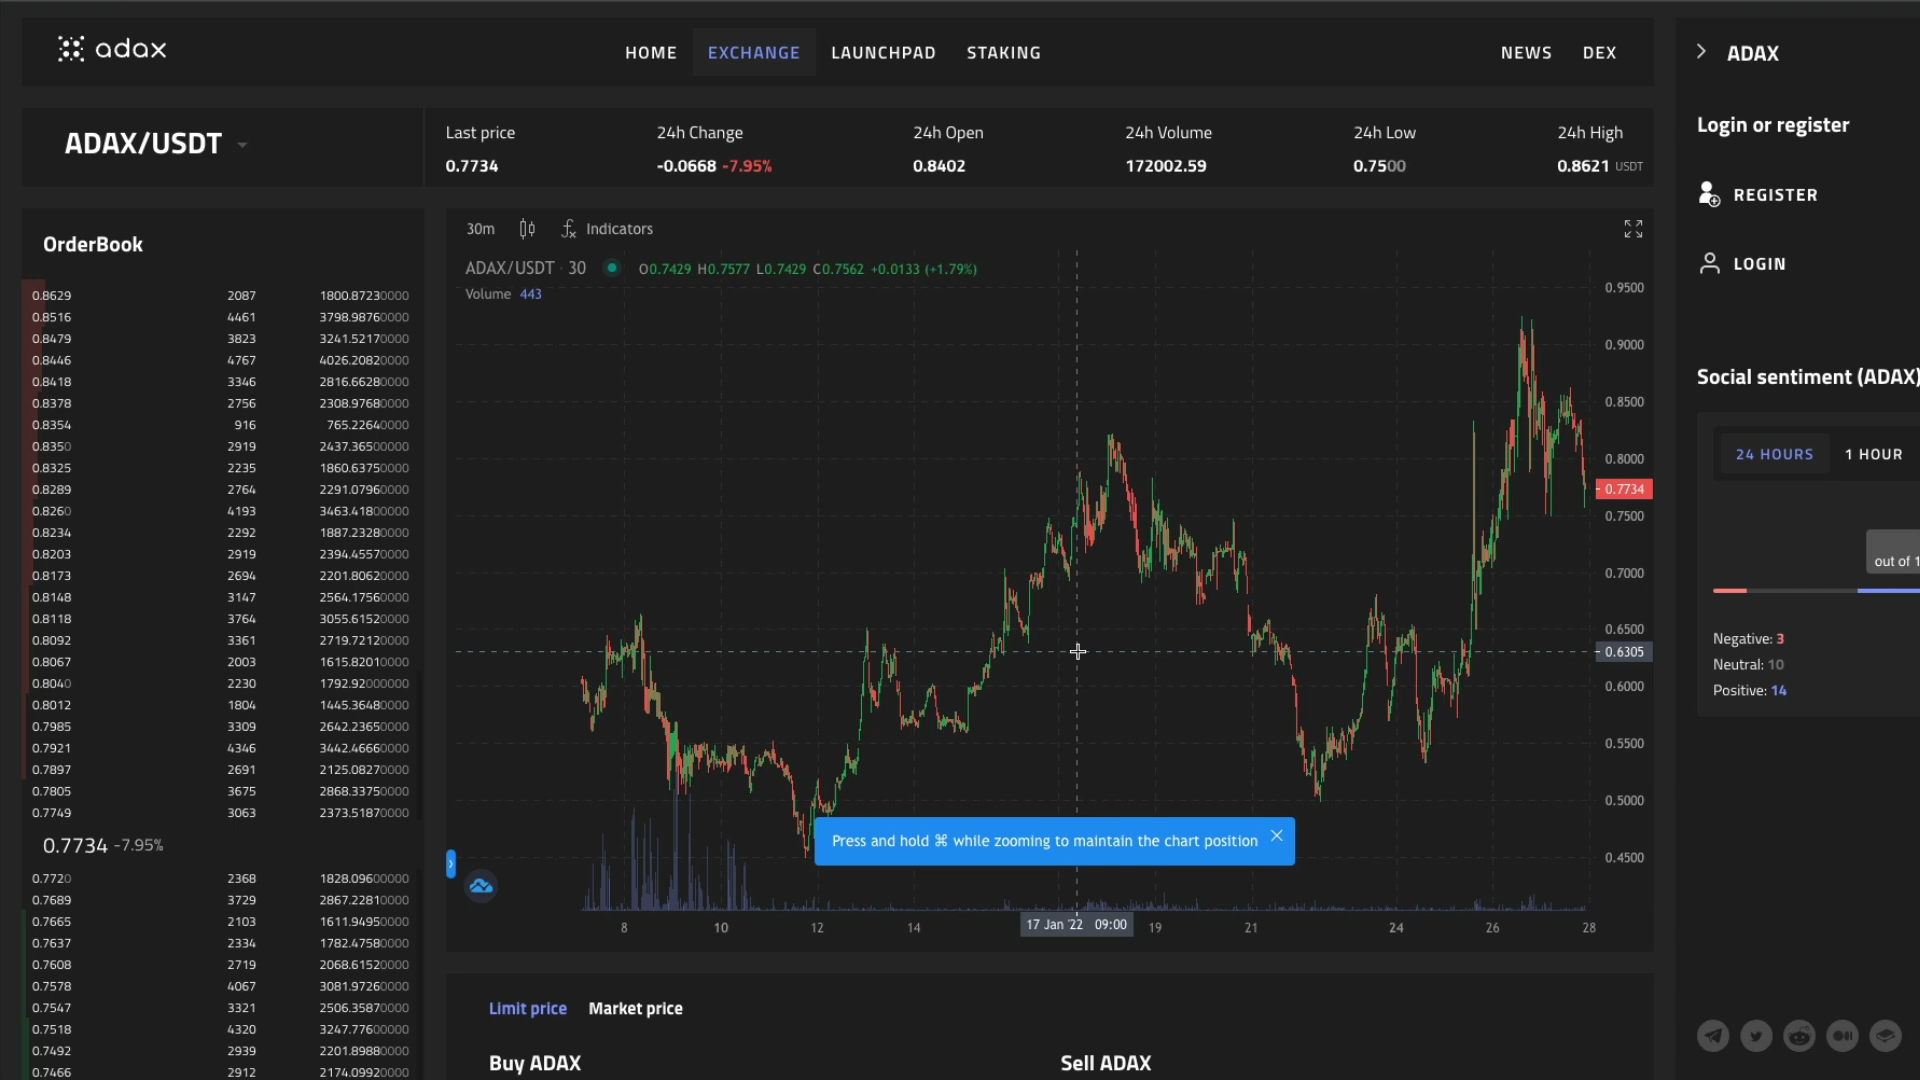 adax
HOME
EXCHANGE
LAUNCHPAD
STAKING
NEWS
DEX
ADAX
ADAX/USDT
Last price
0.7734
24h Change
-0.0668 -7.95%
24h Open
0.8402
24h Volume
172002.59
24h Low
0.7500
24h High
0.8621 USDT
Login or register
REGISTER
LOGIN
OrderBook
0.8629 2087 1800.87230000
0.8516 4461 3798.98760000
0.8479 3823 3241.52170000
0.8446 4767 4026.20820000
0.8418 3346 2816.66280000
0.8378 2756 2308.97680000
0.8354 916 765.22640000
0.8350 2919 2437.36500000
0.8325 2235 1860.63750000
0.8289 2764 2291.07960000
0.8260 4193 3463.41800000
0.8234 2292 1887.23280000
0.8203 2919 2394.45570000
0.8173 2694 2201.80620000
0.8148 3147 2564.17560000
0.8118 3764 3055.61520000
0.8092 3361 2719.72120000
0.8067 2003 1615.82010000
0.8040 2230 1792.92000000
0.8012 1804 1445.36480000
0.7985 3309 2642.23650000
0.7921 4346 3442.46660000
0.7897 2691 2125.08270000
0.7805 3675 2868.33750000
0.7749 3063 2373.51870000
0.7734 -7.95%
0.7720 2368 1828.09600000
0.7689 3729 2867.22810000
0.7665 2103 1611.94950000
0.7637 2334 1782.47580000
0.7608 2719 2068.61520000
0.7578 4067 3081.97260000
0.7547 3321 2506.35870000
0.7518 4320 3247.77600000
0.7492 2939 2201.89880000
0.7466 2912 2174.09920000
30m
Indicators
ADAX/USDT · 30
O0.7429 H0.7577 L0.7429 C0.7562 +0.0133 (+1.79%)
Volume 443
0.9500
0.9000
0.8500
0.8000
0.7734
0.7500
0.7000
0.6500
0.6305
0.6000
0.5500
0.5000
0.4500
Press and hold ⌘ while zooming to maintain the chart position
8
10
12
14
17 Jan '22 09:00
19
21
24
26
28
Limit price
Market price
Buy ADAX
Sell ADAX
Social sentiment (ADAX)
24 HOURS
1 HOUR
out of 1
Negative: 3
Neutral: 10
Positive: 14